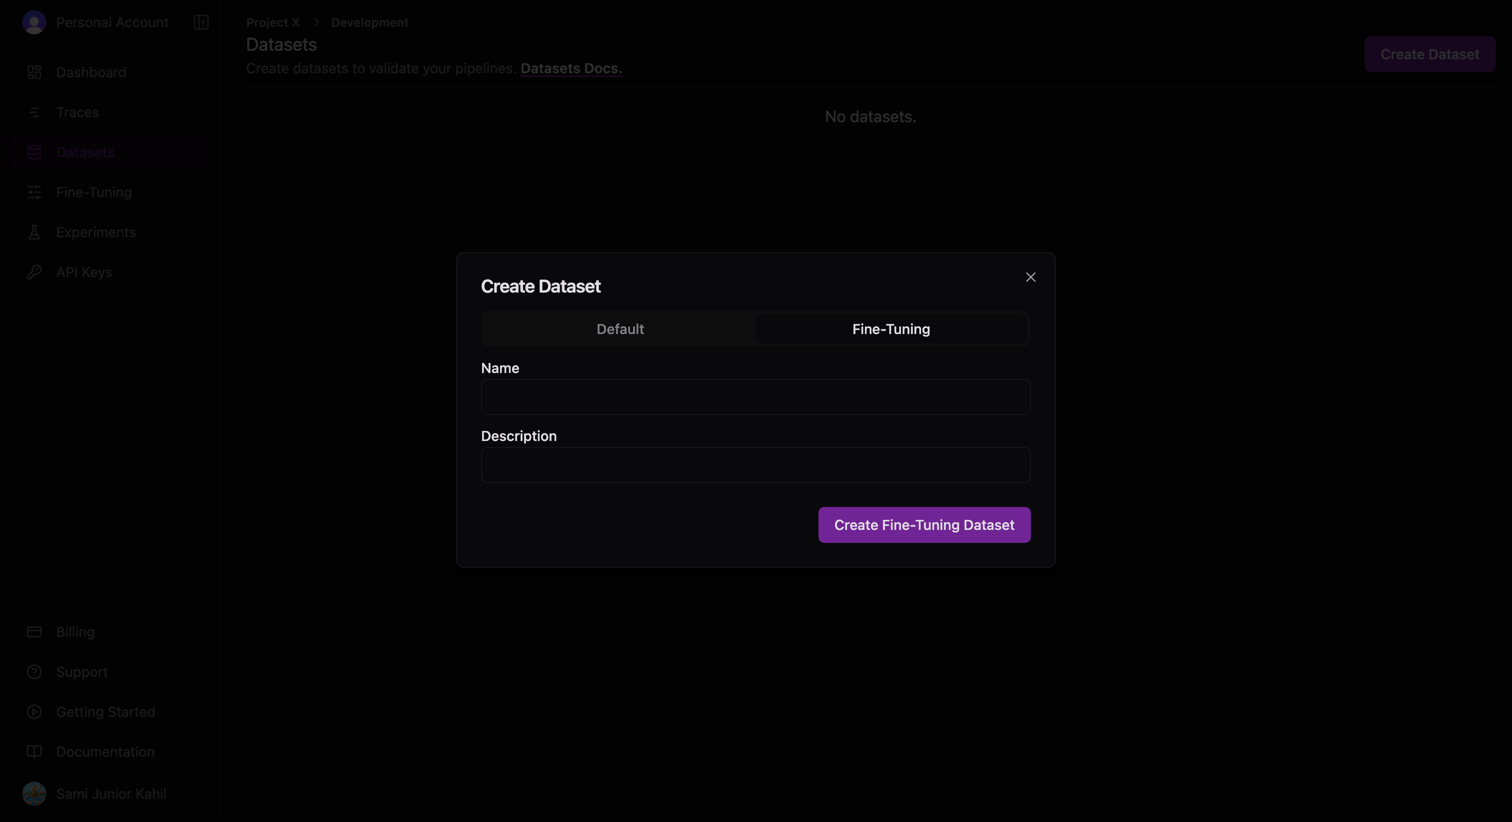 Personal Account
Dashboard
Traces
Datasets
Fine-Tuning
Experiments
API Keys
Billing
Support
Getting Started
Documentation
Sami Junior Kahil
Project X > Development
Datasets
Create datasets to validate your pipelines. Datasets Docs.
Create Dataset
No datasets.
Create Dataset
Default
Fine-Tuning
Name
Description
Create Fine-Tuning Dataset